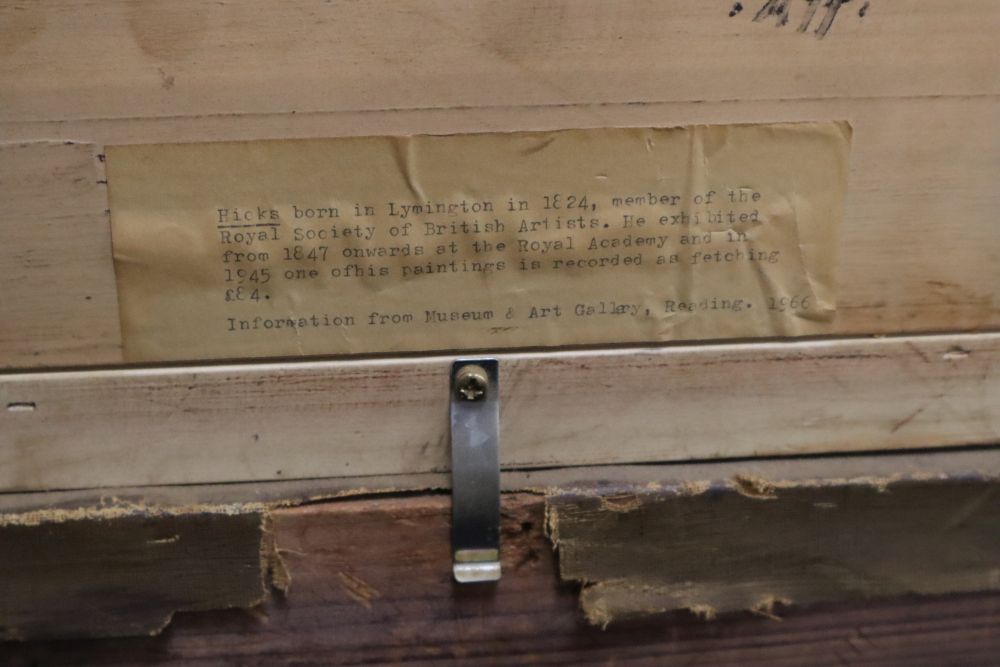 Hicks born in Lymington in 1824, member of the
Royal Society of British Artists. He exhibited
from 1847 onwards at the Royal Academy and in
1945 one ofhis paintings is recorded as fetching
£84.
Information from Museum & Art Gallery, Reading. 1966